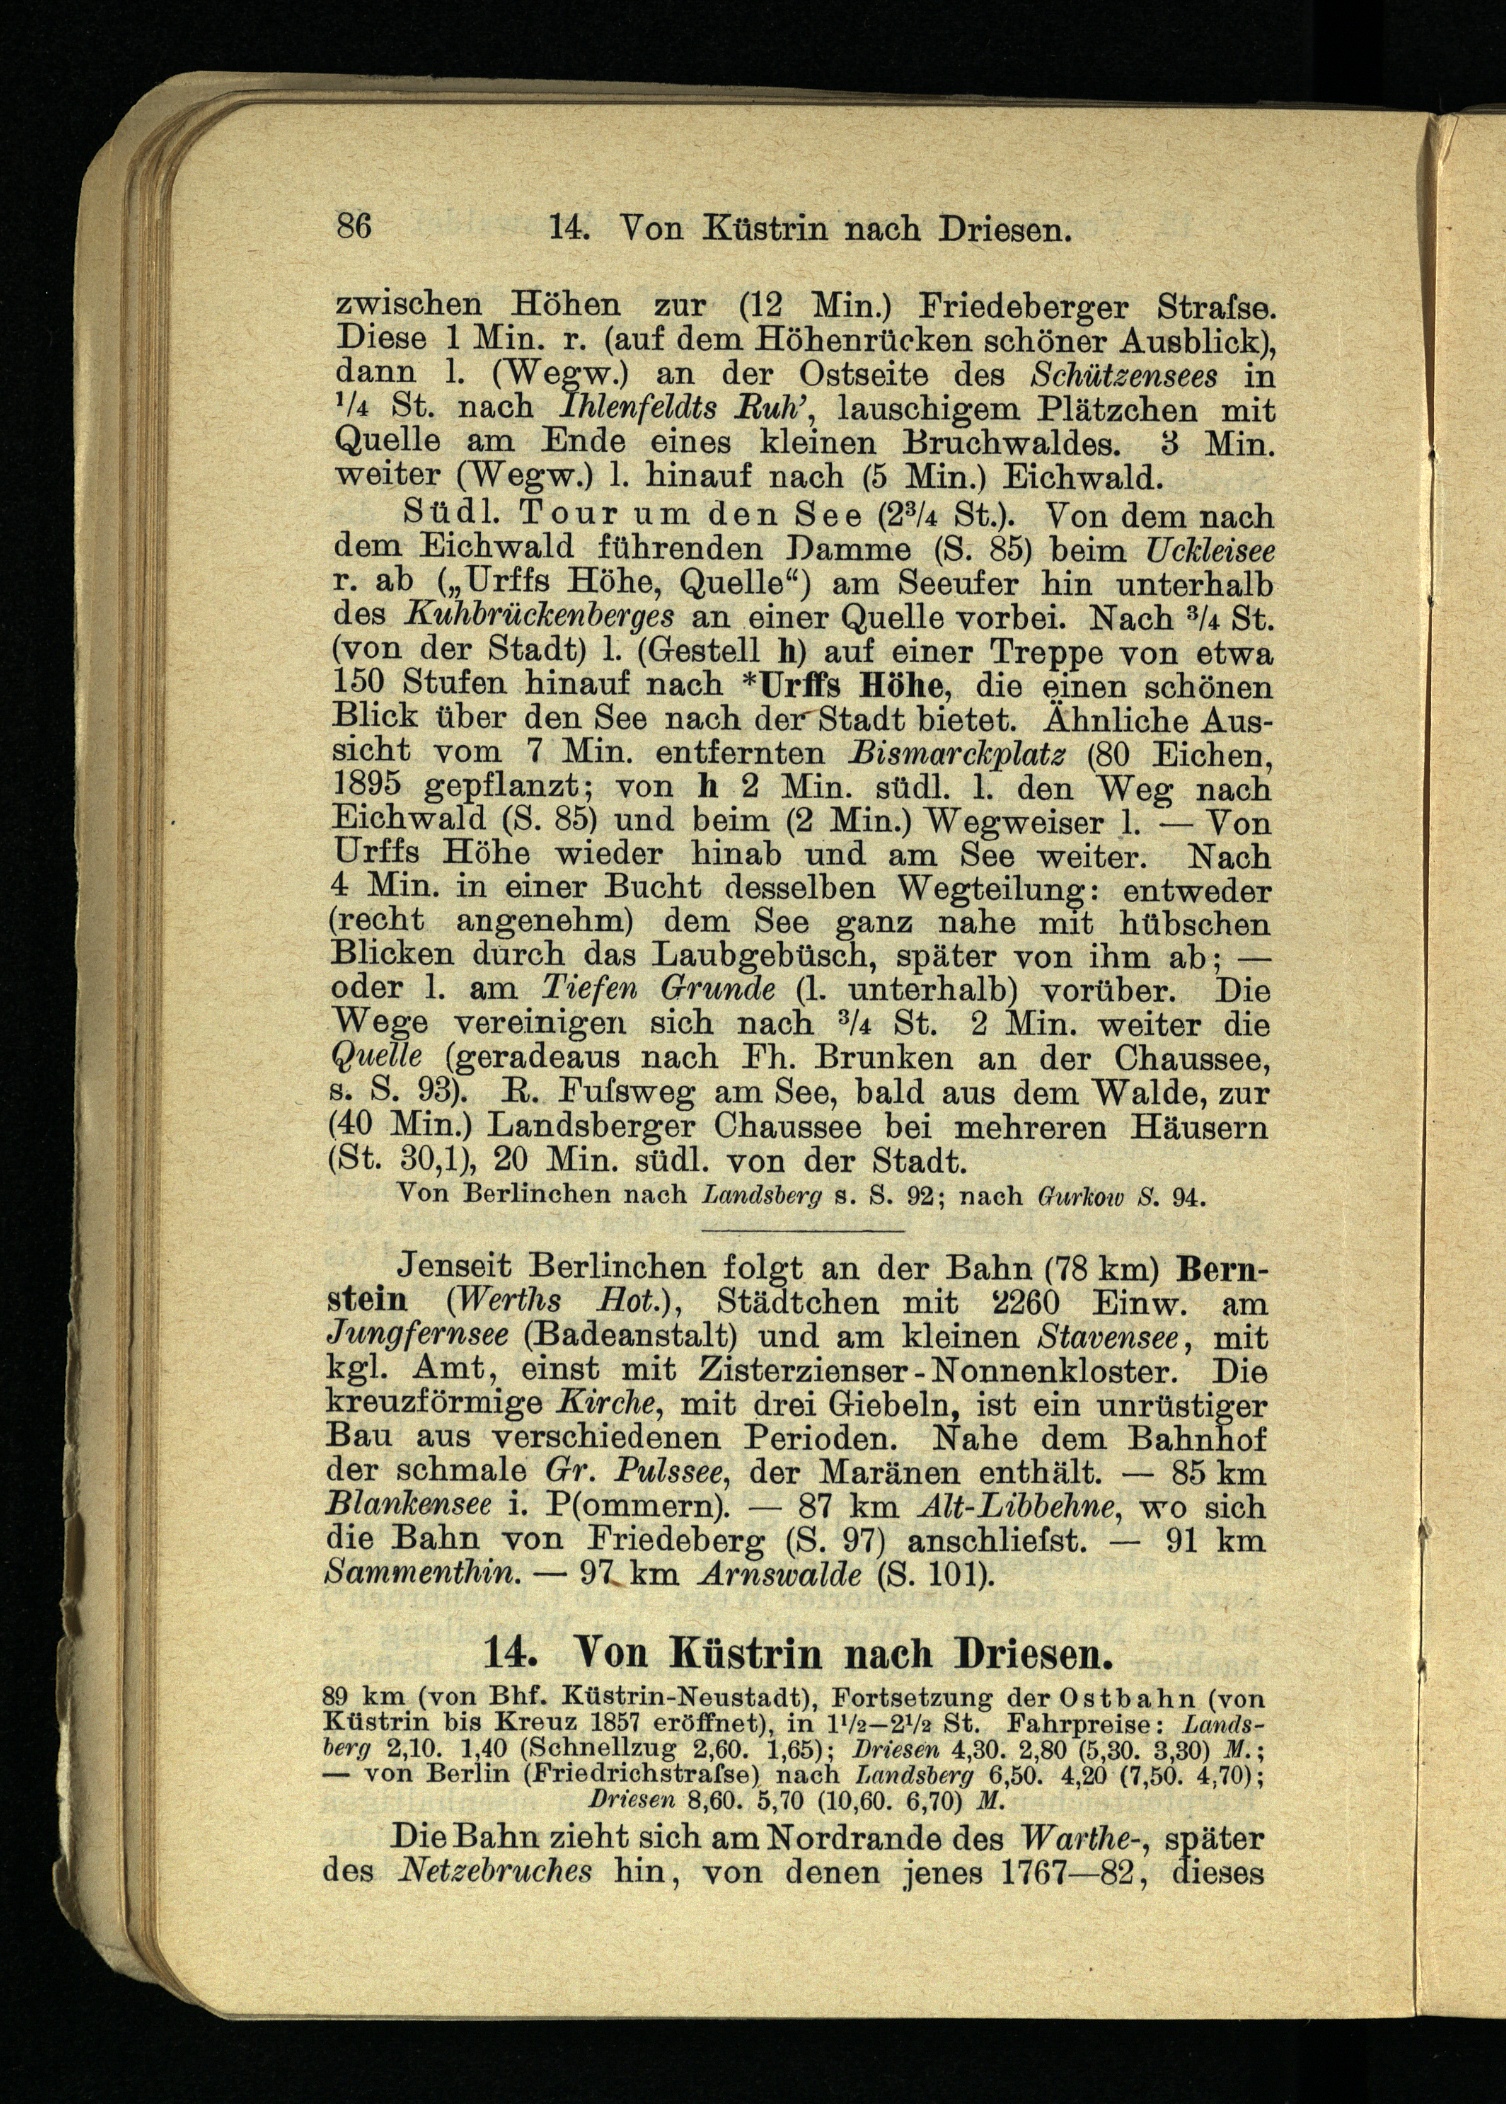 86 14. Von Küstrin nach Driesen.
zwischen Höhen zur (12 Min.) Friedeberger Straſse.
Diese 1 Min. r. (auf dem Höhenrücken schöner Ausblick),
dann l. (Wegw.) an der Ostseite des Schützensees in
1/4 St. nach Ihlenfeldts Ruh’, lauschigem Plätzchen mit
Quelle am Ende eines kleinen Bruchwaldes. 3 Min.
weiter (Wegw.) l. hinauf nach (5 Min.) Eichwald.
Südl. Tour um den See (23/4 St.). Von dem nach
dem Eichwald führenden Damme (S. 85) beim Uckleisee
r. ab („Urffs Höhe, Quelle“) am Seeufer hin unterhalb
des Kuhbrückenberges an einer Quelle vorbei. Nach 3/4 St.
(von der Stadt) l. (Gestell h) auf einer Treppe von etwa
150 Stufen hinauf nach *Urffs Höhe, die einen schönen
Blick über den See nach der Stadt bietet. Ähnliche Aus-
sicht vom 7 Min. entfernten Bismarckplatz (80 Eichen,
1895 gepflanzt; von h 2 Min. südl. l. den Weg nach
Eichwald (S. 85) und beim (2 Min.) Wegweiser l. — Von
Urffs Höhe wieder hinab und am See weiter. Nach
4 Min. in einer Bucht desselben Wegteilung: entweder
(recht angenehm) dem See ganz nahe mit hübschen
Blicken durch das Laubgebüsch, später von ihm ab; —
oder l. am Tiefen Grunde (l. unterhalb) vorüber. Die
Wege vereinigen sich nach 3/4 St. 2 Min. weiter die
Quelle (geradeaus nach Fh. Brunken an der Chaussee,
s. S. 93). R. Fuſsweg am See, bald aus dem Walde, zur
(40 Min.) Landsberger Chaussee bei mehreren Häusern
(St. 30,1), 20 Min. südl. von der Stadt.
Von Berlinchen nach Landsberg s. S. 92; nach Gurkow S. 94.
Jenseit Berlinchen folgt an der Bahn (78 km) Bern-
stein (Werths Hot.), Städtchen mit 2260 Einw. am
Jungfernsee (Badeanstalt) und am kleinen Stavensee, mit
kgl. Amt, einst mit Zisterzienser-Nonnenkloster. Die
kreuzförmige Kirche, mit drei Giebeln, ist ein unrüstiger
Bau aus verschiedenen Perioden. Nahe dem Bahnhof
der schmale Gr. Pulssee, der Maränen enthält. — 85 km
Blankensee i. P(ommern). — 87 km Alt-Libbehne, wo sich
die Bahn von Friedeberg (S. 97) anschlieſst. — 91 km
Sammenthin. — 97 km Arnswalde (S. 101).
14. Von Küstrin nach Driesen.
89 km (von Bhf. Küstrin-Neustadt), Fortsetzung der Ostbahn (von
Küstrin bis Kreuz 1857 eröffnet), in 11/2—21/2 St. Fahrpreise: Lands-
berg 2,10. 1,40 (Schnellzug 2,60. 1,65); Driesen 4,30. 2,80 (5,30. 3,30) M.;
— von Berlin (Friedrichstraſse) nach Landsberg 6,50. 4,20 (7,50. 4,70);
Driesen 8,60. 5,70 (10,60. 6,70) M.
Die Bahn zieht sich am Nordrande des Warthe-, später
des Netzebruches hin, von denen jenes 1767—82, dieses